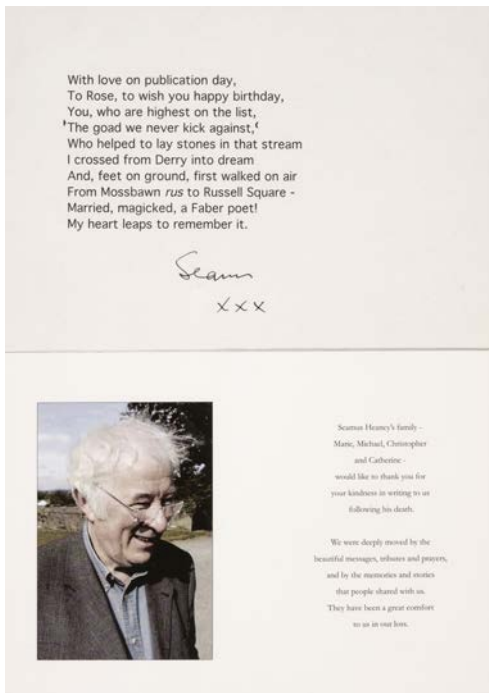 With love on publication day,
To Rose, to wish you happy birthday,
You, who are highest on the list,
'The goad we never kick against,‘
Who helped to lay stones in that stream
I crossed from Derry into dream
And, feet on ground, first walked on air
From Mossbawn rus to Russell Square -
Married, magicked, a Faber poet!
My heart leaps to remember it.
Seamus
x x x
Seamus Heaney's family -
Marie, Michael, Christopher
and Catherine -
would like to thank you for
your kindness in writing to us
following his death.
We were deeply moved by the
beautiful messages, tributes and prayers,
and by the memories and stories
that people shared with us.
They have been a great comfort
to us in our loss.